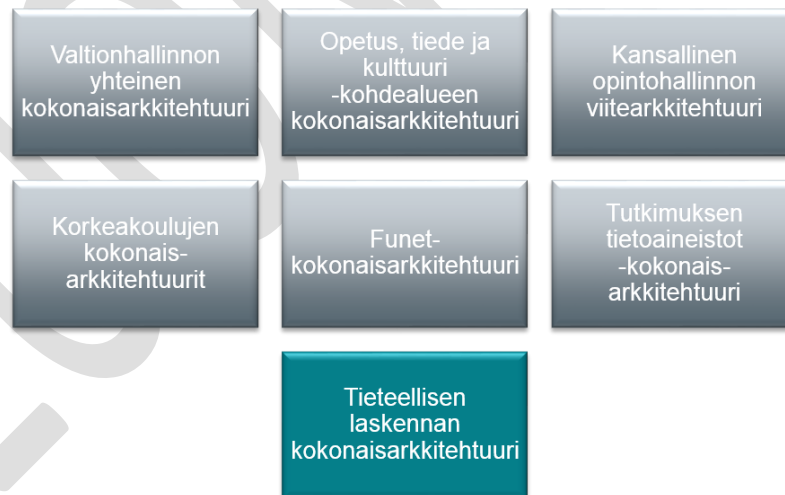 Valtionhallinnon
yhteinen
kokonaisarkkitehtuuri
Opetus, tiede ja
kulttuuri
-kohdealueen
kokonaisarkkitehtuuri
Kansallinen
opintohallinnon
viitearkkitehtuuri
Korkeakoulujen
kokonais-
arkkitehtuurit
Funet-
kokonaisarkkitehtuuri
Tutkimuksen
tietoaineistot
-kokonais-
arkkitehtuuri
Tieteellisen
laskennan
kokonaisarkkitehtuuri